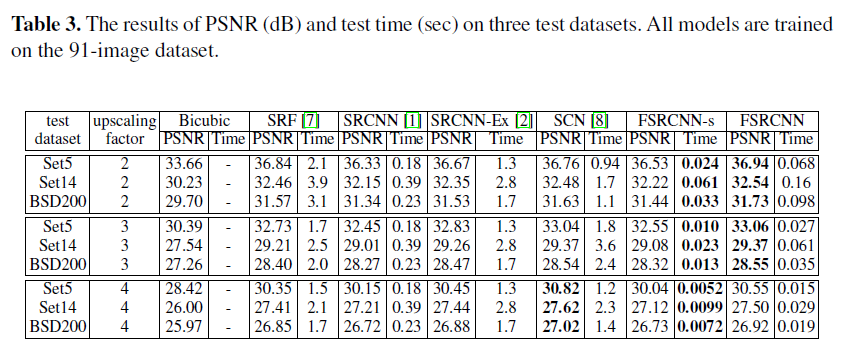 Table 3. The results of PSNR (dB) and test time (sec) on three test datasets. All models are trained
on the 91-image dataset.
test upscaling Bicubic SRF [7] SRCNN [1] SRCNN-Ex [2] SCN [8] FSRCNN-s FSRCNN
dataset factor PSNR Time PSNR Time PSNR Time PSNR Time PSNR Time PSNR Time PSNR Time
Set5 2 33.66 - 36.84 2.1 36.33 0.18 36.67 1.3 36.76 0.94 36.53 0.024 36.94 0.068
Set14 2 30.23 - 32.46 3.9 32.15 0.39 32.35 2.8 32.48 1.7 32.22 0.061 32.54 0.16
BSD200 2 29.70 - 31.57 3.1 31.34 0.23 31.53 1.7 31.63 1.1 31.44 0.033 31.73 0.098
Set5 3 30.39 - 32.73 1.7 32.45 0.18 32.83 1.3 33.04 1.8 32.55 0.010 33.06 0.027
Set14 3 27.54 - 29.21 2.5 29.01 0.39 29.26 2.8 29.37 3.6 29.08 0.023 29.37 0.061
BSD200 3 27.26 - 28.40 2.0 28.27 0.23 28.47 1.7 28.54 2.4 28.32 0.013 28.55 0.035
Set5 4 28.42 - 30.35 1.5 30.15 0.18 30.45 1.3 30.82 1.2 30.04 0.0052 30.55 0.015
Set14 4 26.00 - 27.41 2.1 27.21 0.39 27.44 2.8 27.62 2.3 27.12 0.0099 27.50 0.029
BSD200 4 25.97 - 26.85 1.7 26.72 0.23 26.88 1.7 27.02 1.4 26.73 0.0072 26.92 0.019